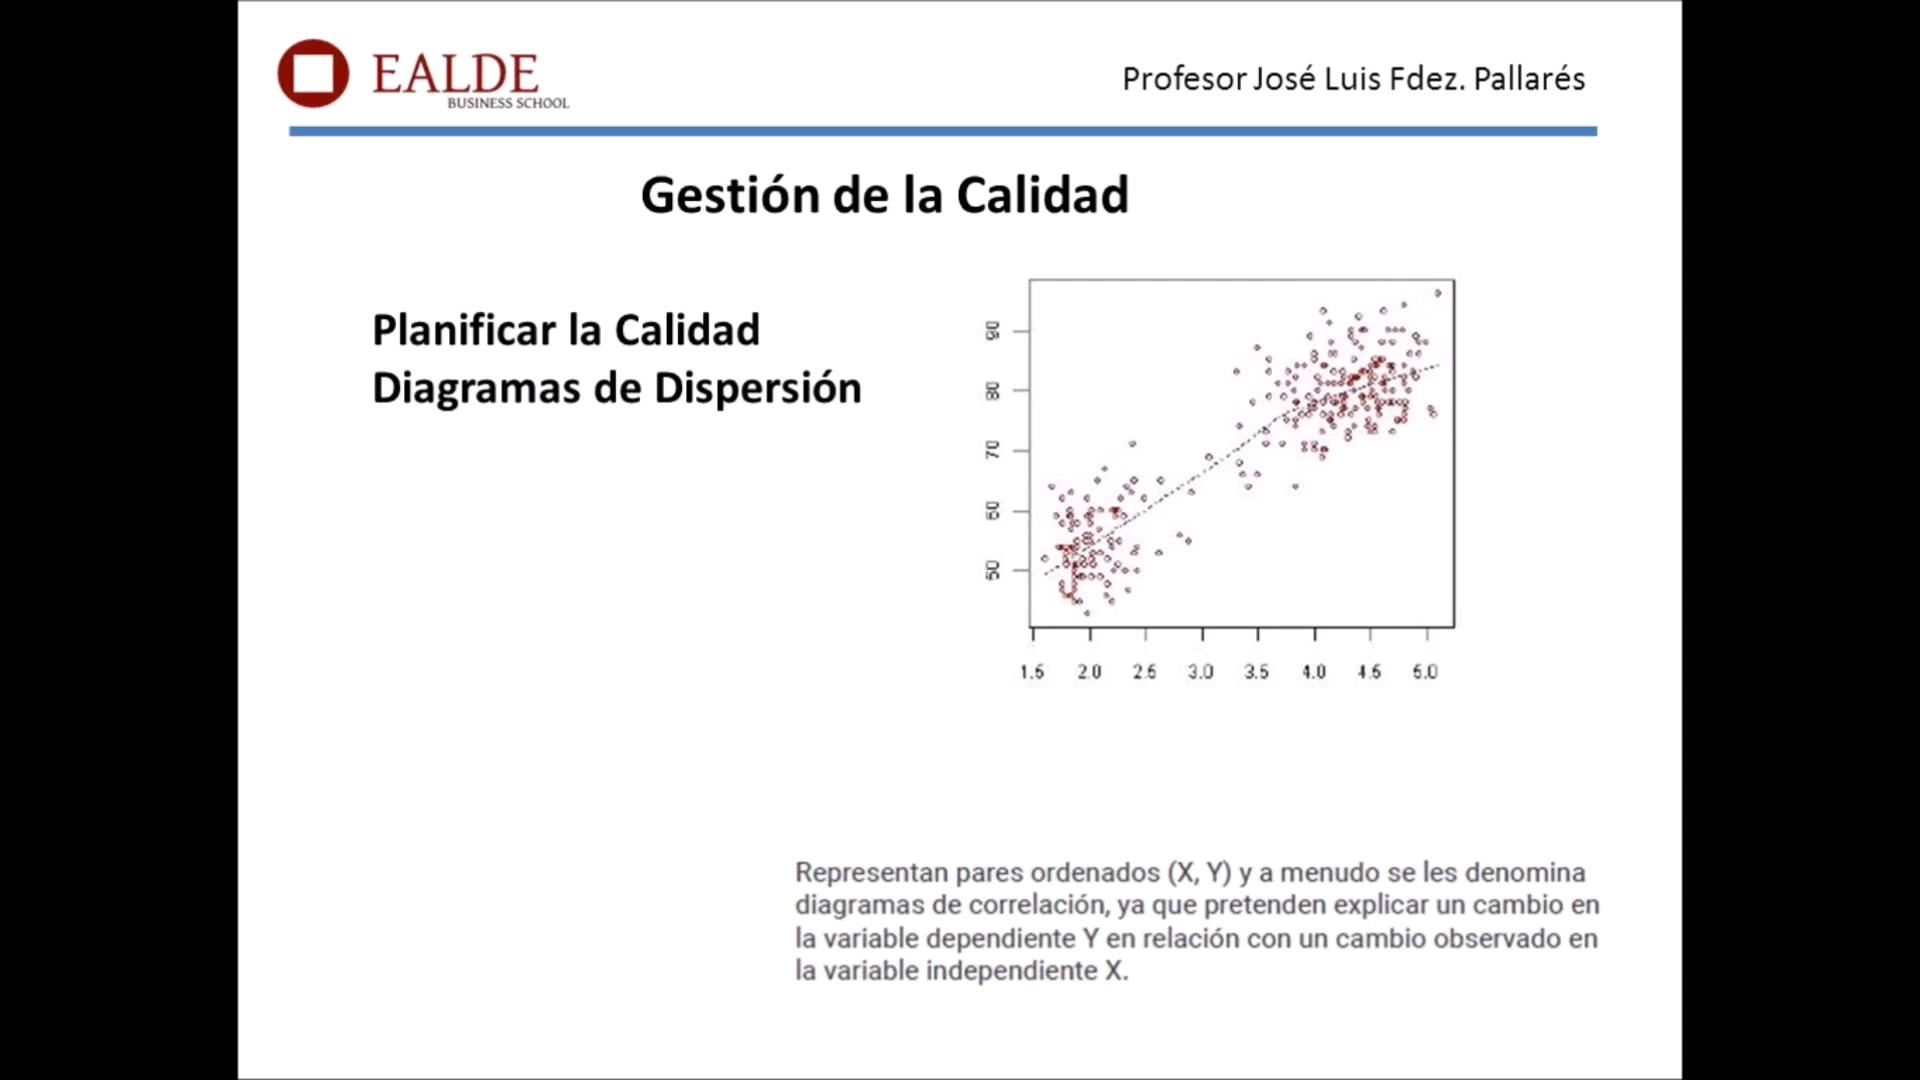 EALDE
BUSINESS SCHOOL
Profesor José Luis Fdez. Pallarés
Gestión de la Calidad
Planificar la Calidad
Diagramas de Dispersión
90
80
70
60
50
1.5 2.0 2.5 3.0 3.5 4.0 4.5 5.0
Representan pares ordenados (X, Y) y a menudo se les denomina
diagramas de correlación, ya que pretenden explicar un cambio en
la variable dependiente Y en relación con un cambio observado en
la variable independiente X.